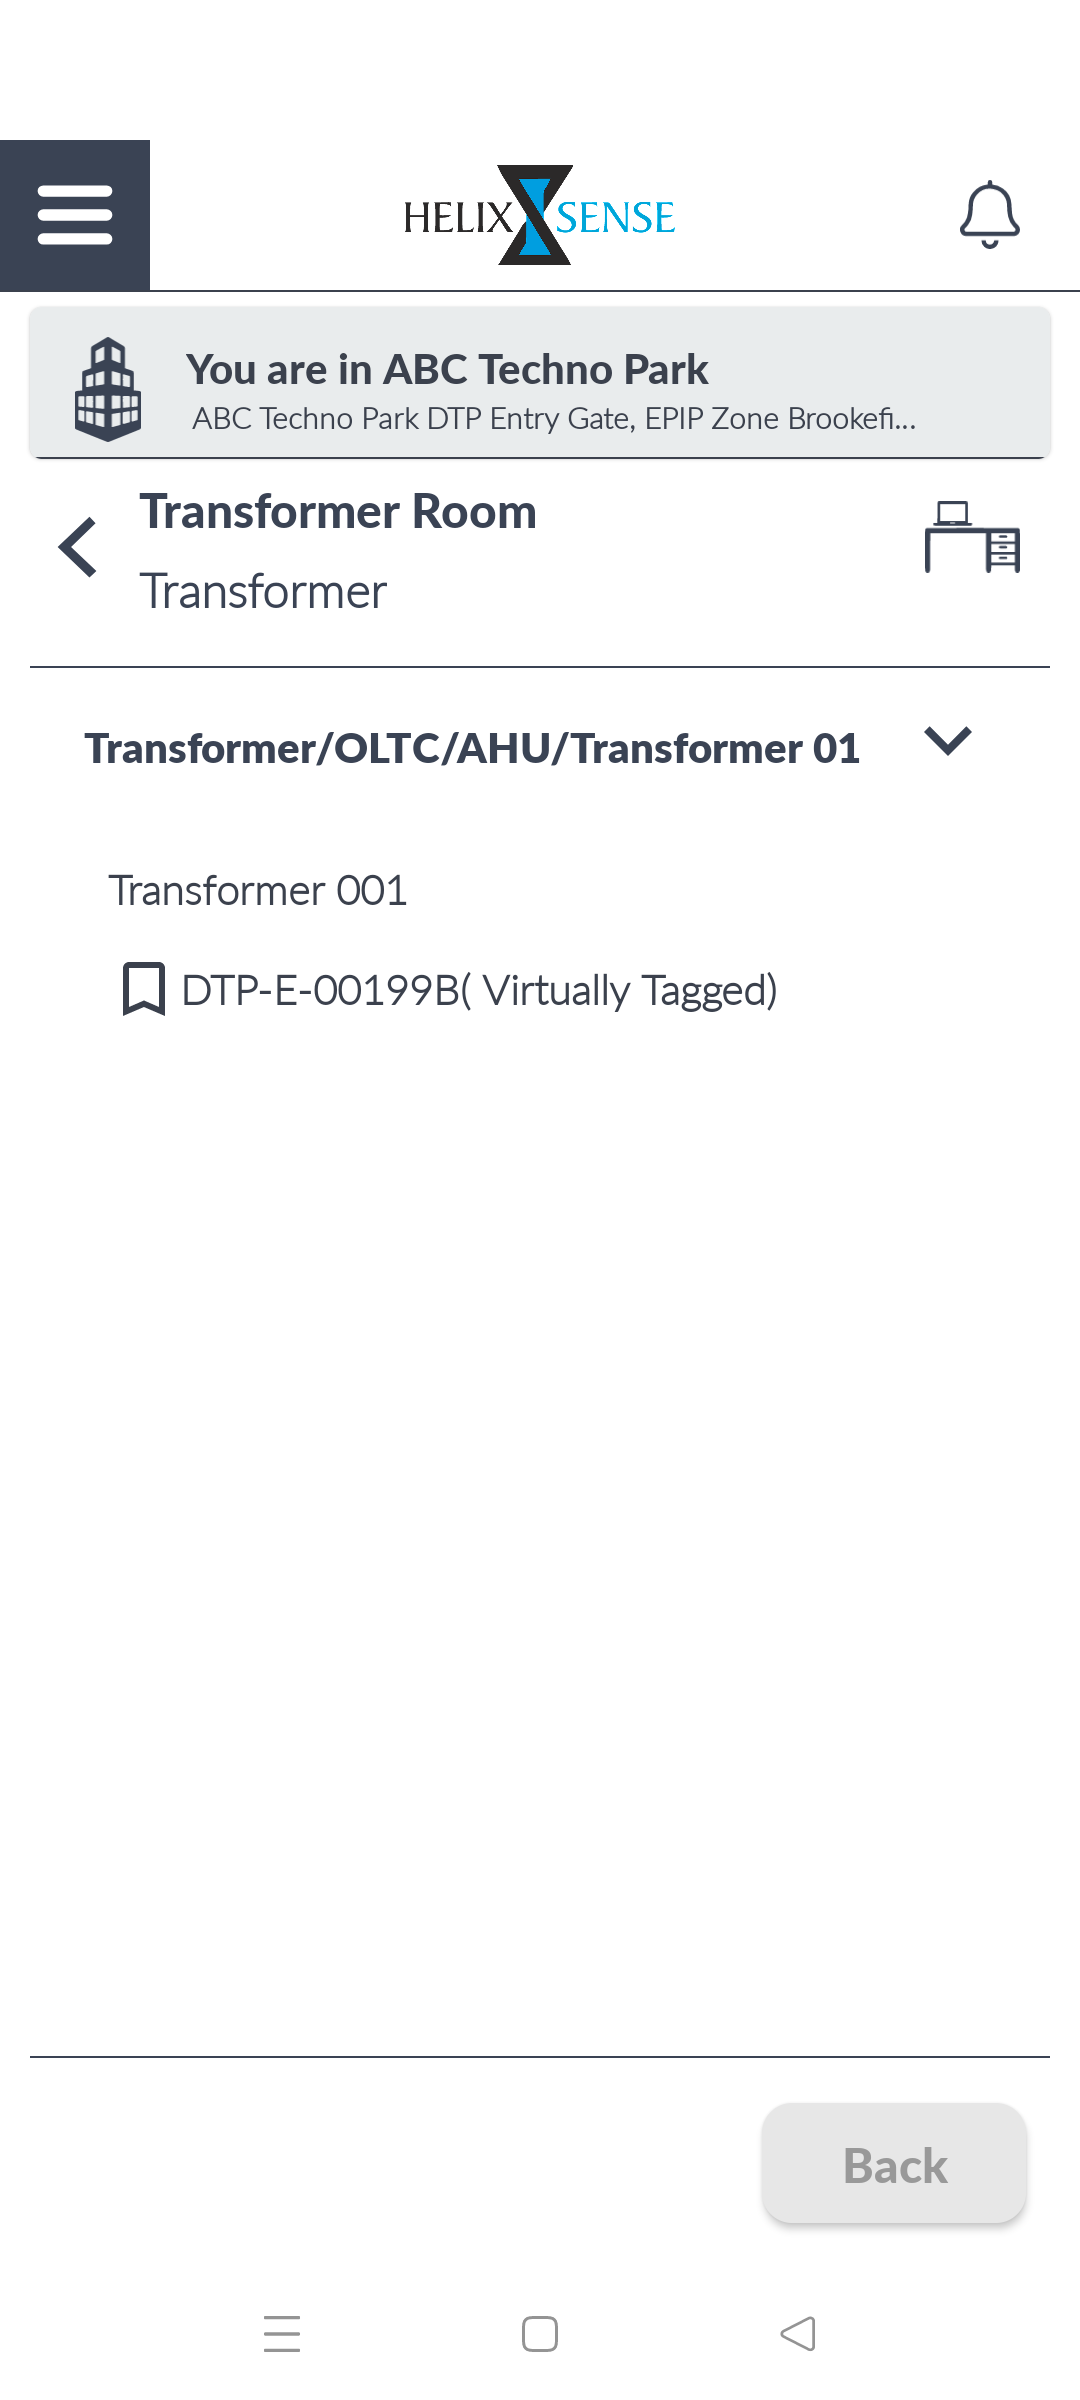 HELIX SENSE
You are in ABC Techno Park
ABC Techno Park DTP Entry Gate, EPIP Zone Brookefi...
Transformer Room
Transformer
Transformer/OLTC/AHU/Transformer 01
Transformer 001
DTP-E-00199B( Virtually Tagged)
Back